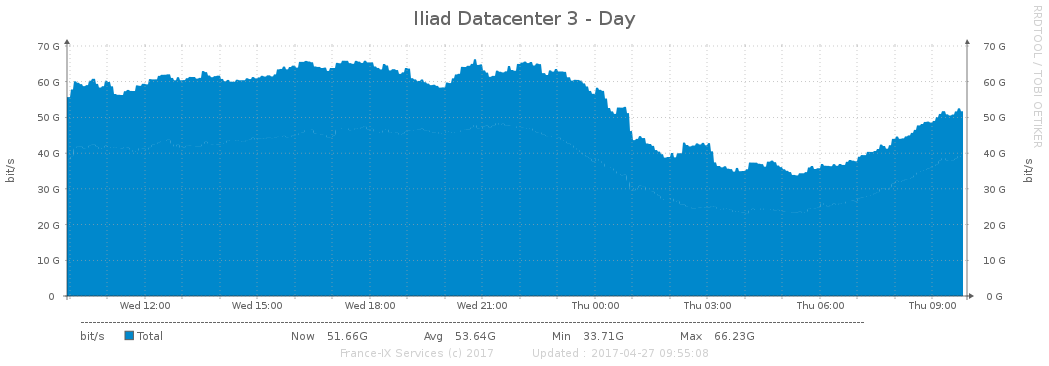 Iliad Datacenter 3 - Day
RRDTOOL / TOBI OETIKER
70 G 70 G
60 G 60 G
50 G 50 G
40 G 40 G
30 G 30 G
20 G 20 G
10 G 10 G
0 0 G
bit/s bit/s
Wed 12:00 Wed 15:00 Wed 18:00 Wed 21:00 Thu 00:00 Thu 03:00 Thu 06:00 Thu 09:00
bit/s Total Now 51.66G Avg 53.64G Min 33.71G Max 66.23G
France-IX Services (c) 2017 Updated : 2017-04-27 09:55:08